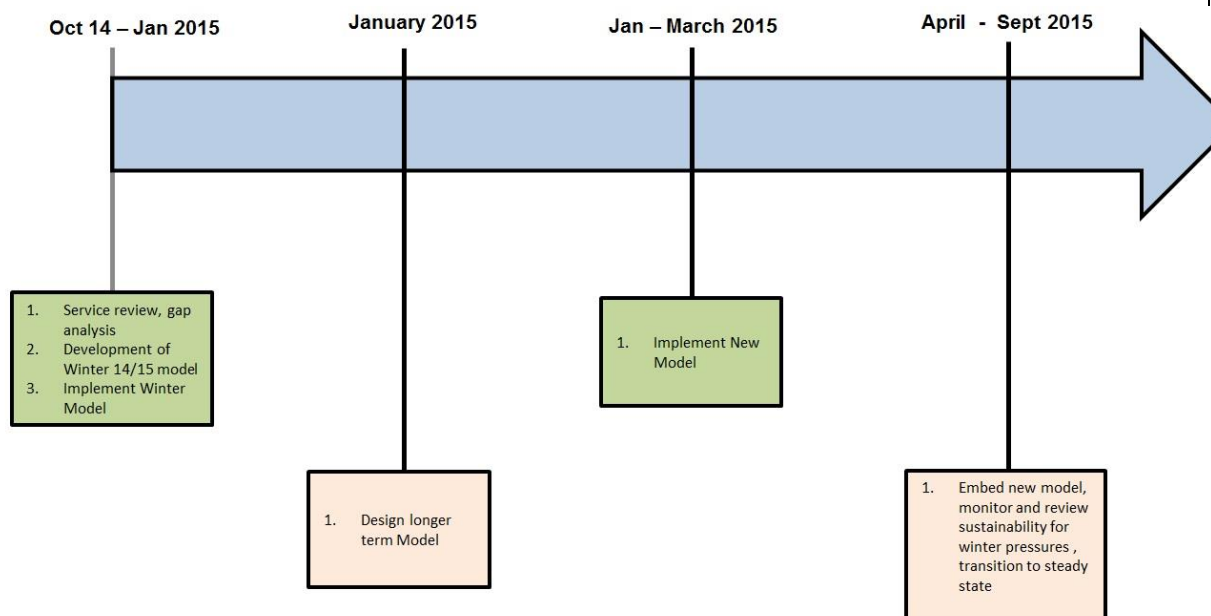 Oct 14 – Jan 2015
January 2015
Jan – March 2015
April - Sept 2015
1. Service review, gap
analysis
2. Development of
Winter 14/15 model
3. Implement Winter
Model
1. Design longer
term Model
1. Implement New
Model
1. Embed new model,
monitor and review
sustainability for
winter pressures ,
transition to steady
state